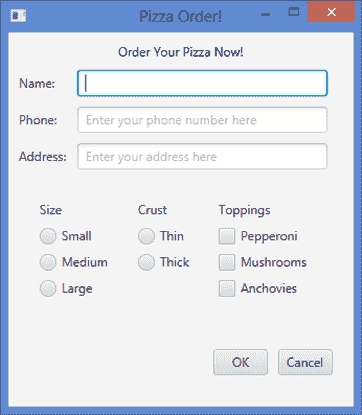 Pizza Order!
Order Your Pizza Now!
Name:
Phone: Enter your phone number here
Address: Enter your address here
Size Crust Toppings
Small Thin Pepperoni
Medium Thick Mushrooms
Large Anchovies
OK Cancel